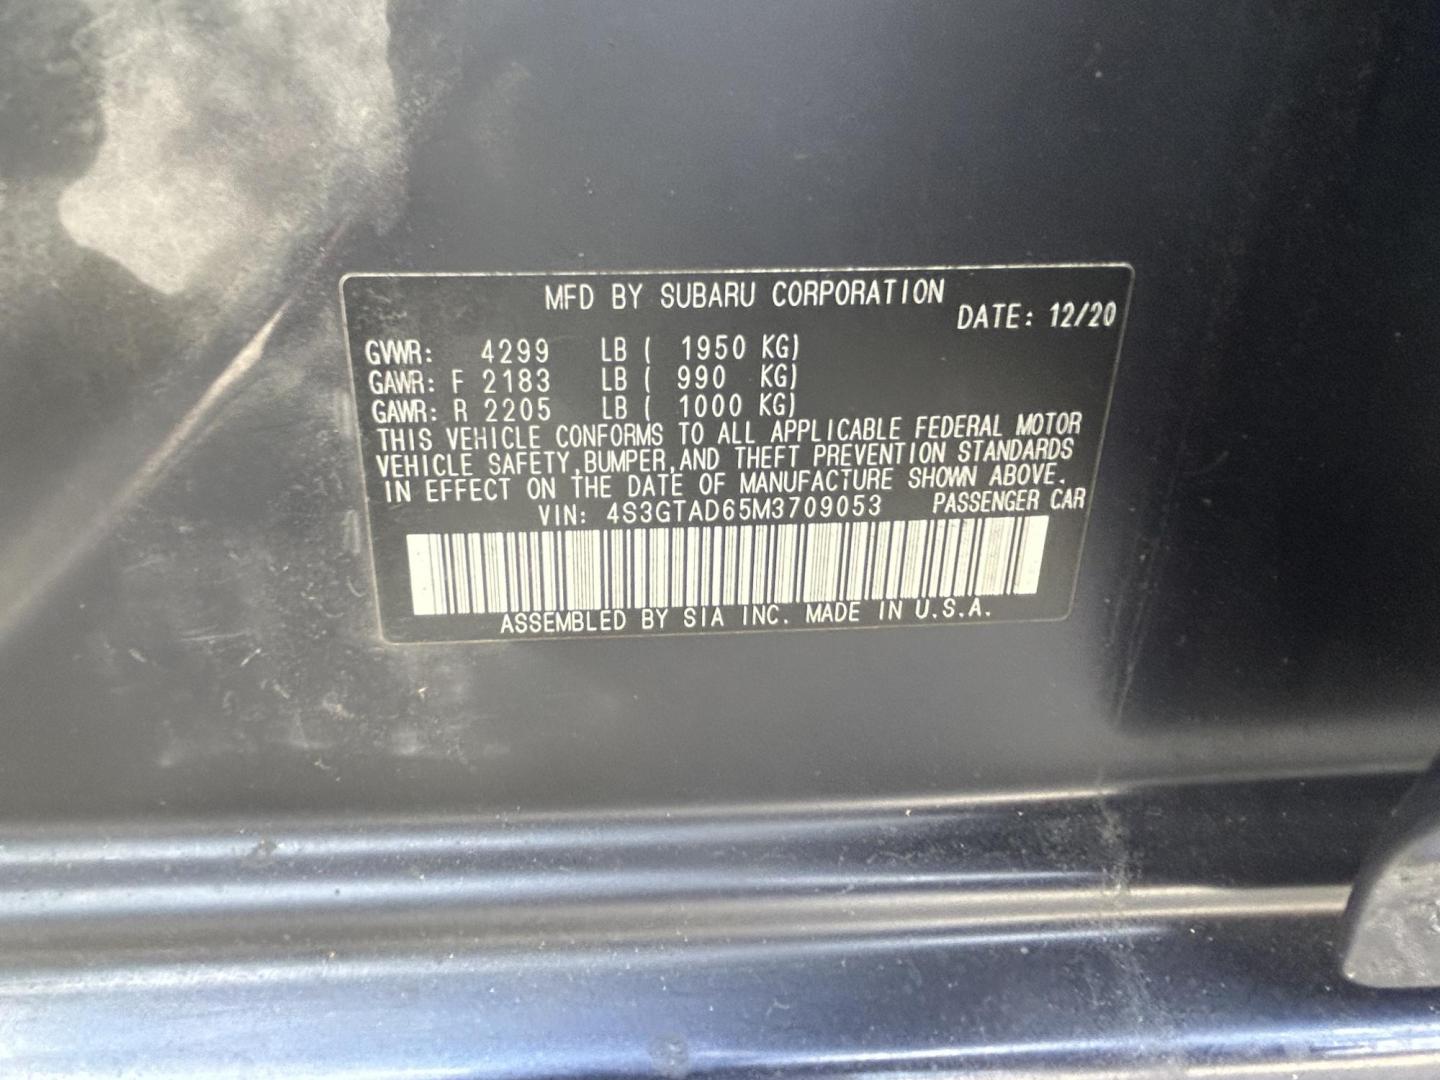 MFD BY SUBARU CORPORATION
DATE: 12/20
GVWR: 4299 LB ( 1950 KG)
GAWR: F 2183 LB ( 990 KG)
GAWR: R 2205 LB ( 1000 KG)
THIS VEHICLE CONFORMS TO ALL APPLICABLE FEDERAL MOTOR
VEHICLE SAFETY,BUMPER,AND THEFT PREVENTION STANDARDS
IN EFFECT ON THE DATE OF MANUFACTURE SHOWN ABOVE.
VIN: 4S3GTAD65M3709053 PASSENGER CAR
ASSEMBLED BY SIA INC. MADE IN U.S.A.